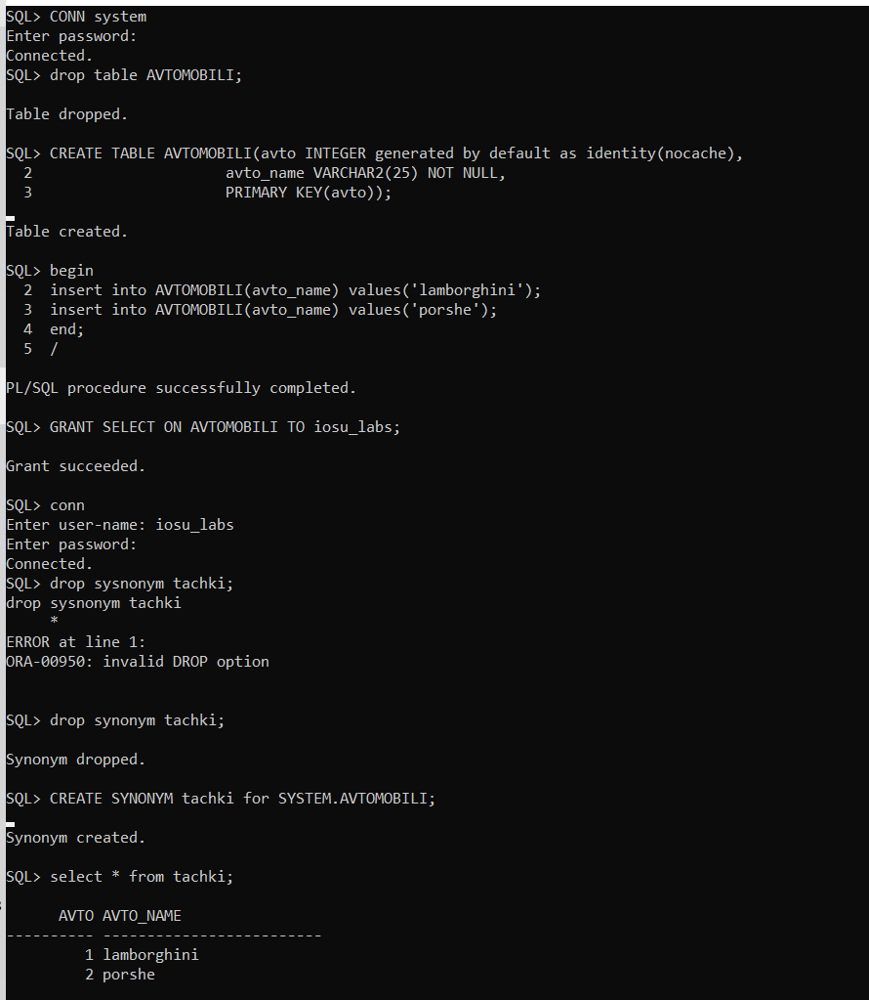 SQL> CONN system
Enter password:
Connected.
SQL> drop table AVTOMOBILI;
Table dropped.
SQL> CREATE TABLE AVTOMOBILI(avto INTEGER generated by default as identity(nocache),
  2                      avto_name VARCHAR2(25) NOT NULL,
  3                      PRIMARY KEY(avto));
Table created.
SQL> begin
  2  insert into AVTOMOBILI(avto_name) values('lamborghini');
  3  insert into AVTOMOBILI(avto_name) values('porshe');
  4  end;
  5  /
PL/SQL procedure successfully completed.
SQL> GRANT SELECT ON AVTOMOBILI TO iosu_labs;
Grant succeeded.
SQL> conn
Enter user-name: iosu_labs
Enter password:
Connected.
SQL> drop sysnonym tachki;
drop sysnonym tachki
     *
ERROR at line 1:
ORA-00950: invalid DROP option
SQL> drop synonym tachki;
Synonym dropped.
SQL> CREATE SYNONYM tachki for SYSTEM.AVTOMOBILI;
Synonym created.
SQL> select * from tachki;
      AVTO AVTO_NAME
---------- -------------------------
         1 lamborghini
         2 porshe